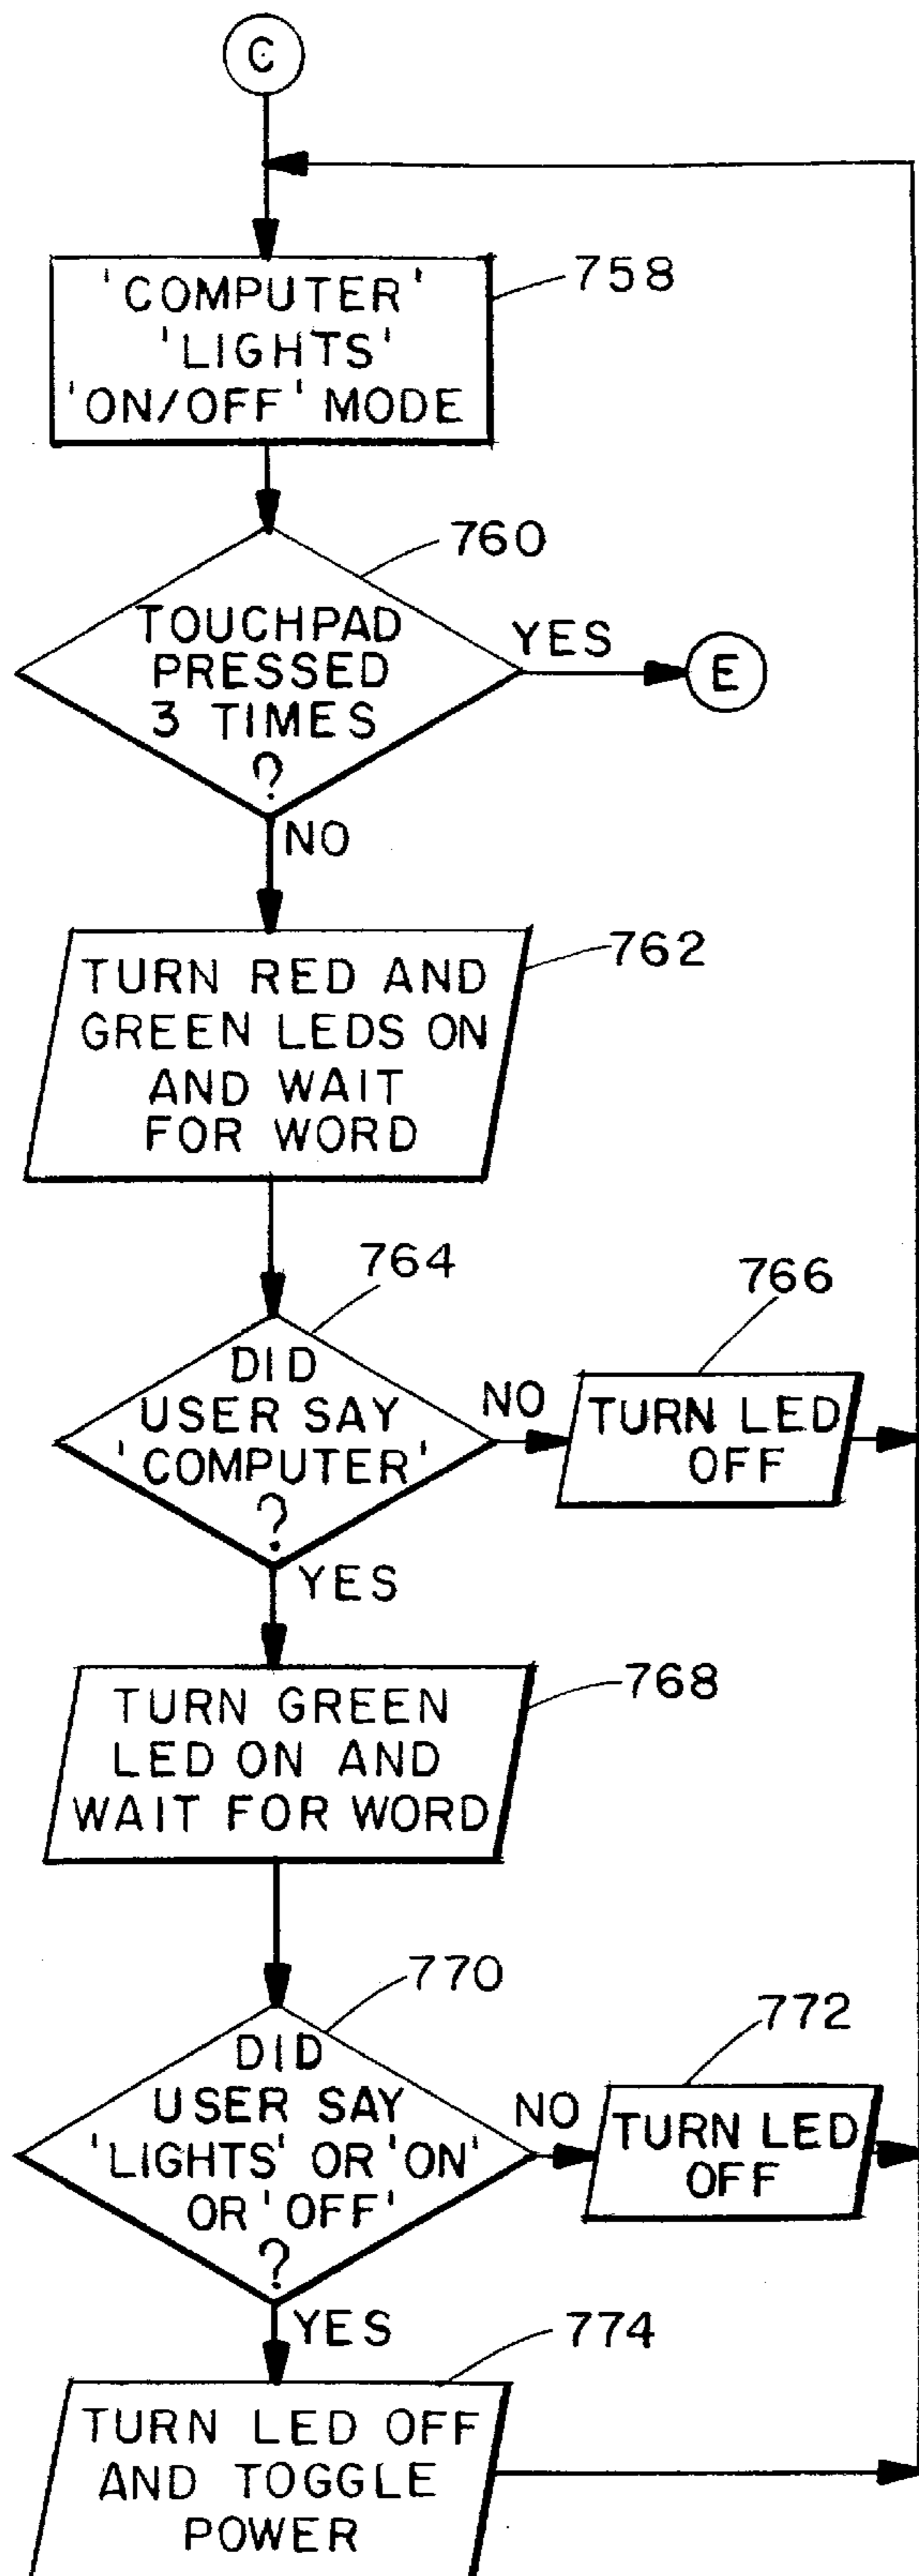 C
'COMPUTER'
'LIGHTS'
'ON/OFF' MODE
758
760
TOUCHPAD
PRESSED
3 TIMES
?
YES
E
NO
762
TURN RED AND
GREEN LEDS ON
AND WAIT
FOR WORD
764
DID
USER SAY
'COMPUTER'
?
NO
766
TURN LED
OFF
YES
768
TURN GREEN
LED ON AND
WAIT FOR WORD
770
DID
USER SAY
'LIGHTS' OR 'ON'
OR 'OFF'
?
NO
772
TURN LED
OFF
YES
774
TURN LED OFF
AND TOGGLE
POWER